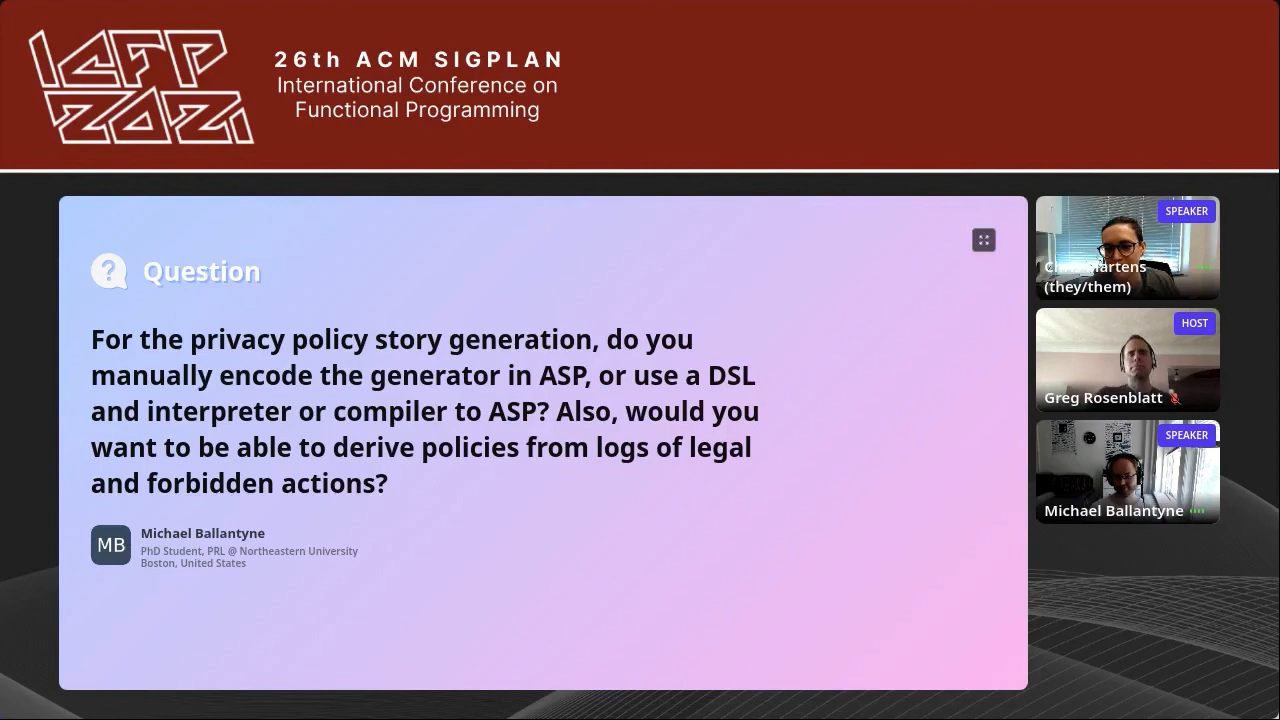 ICFP
2021
26th ACM SIGPLAN
International Conference on
Functional Programming
Question
For the privacy policy story generation, do you
manually encode the generator in ASP, or use a DSL
and interpreter or compiler to ASP? Also, would you
want to be able to derive policies from logs of legal
and forbidden actions?
MB
Michael Ballantyne
PhD Student, PRL @ Northeastern University
Boston, United States
SPEAKER
Chris Martens
(they/them)
HOST
Greg Rosenblatt
SPEAKER
Michael Ballantyne